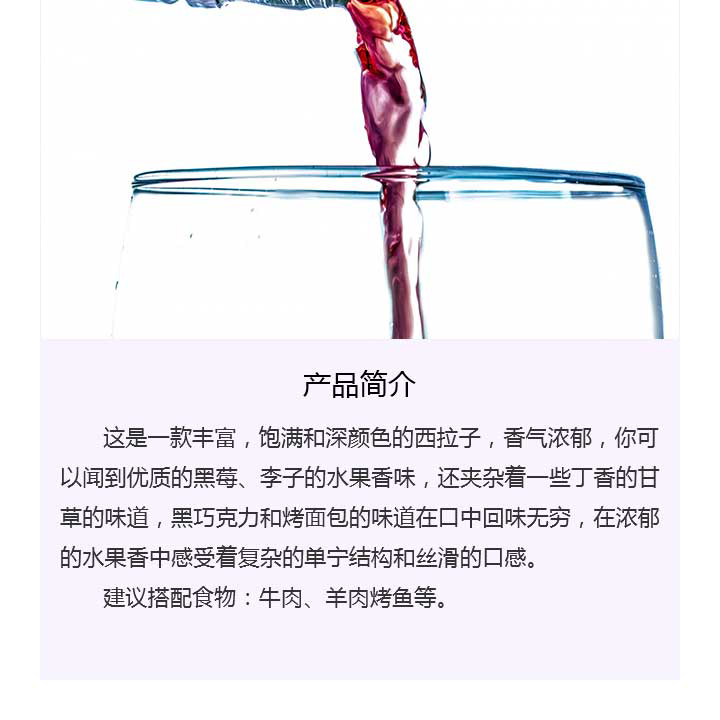 产品简介
这是一款丰富，饱满和深颜色的西拉子，香气浓郁，你可
以闻到优质的黑莓、李子的水果香味，还夹杂着一些丁香的甘
草的味道，黑巧克力和烤面包的味道在口中回味无穷，在浓郁
的水果香中感受着复杂的单宁结构和丝滑的口感。
建议搭配食物：牛肉、羊肉烤鱼等。